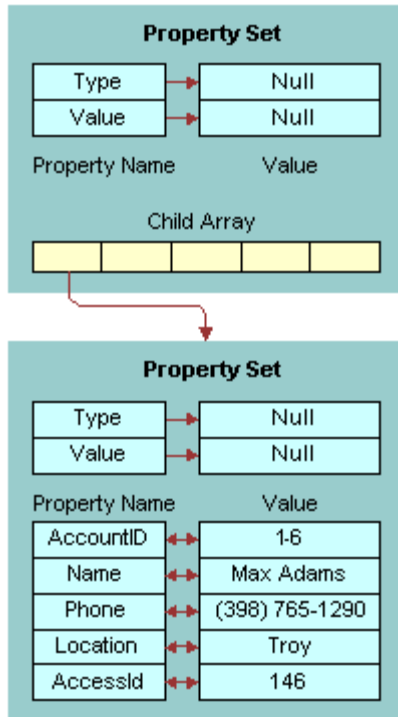 Property Set
Type Null
Value Null
Property Name Value
Child Array
Property Set
Type Null
Value Null
Property Name Value
AccountID 1-6
Name Max Adams
Phone (398) 765-1290
Location Troy
AccessId 146